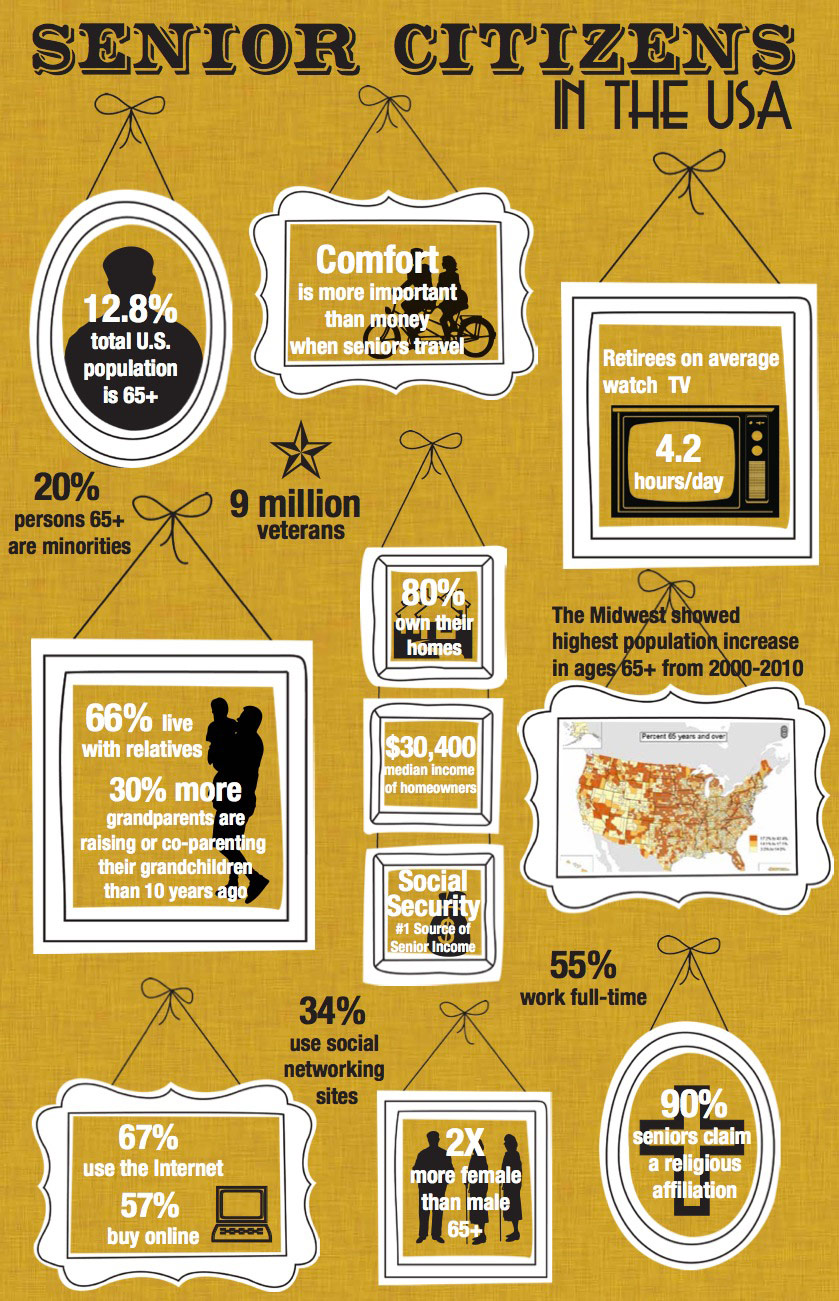 SENIOR CITIZENS
IN THE USA
12.8%
total U.S.
population
is 65+
Comfort
is more important
than money
when seniors travel
Retirees on average
watch TV
4.2
hours/day
20%
persons 65+
are minorities
9 million
veterans
80%
own their
homes
$30,400
median income
of homeowners
Social
Security
#1 Source of
Senior Income
The Midwest showed
highest population increase
in ages 65+ from 2000-2010
Percent 65 years and over
66% live
with relatives
30% more
grandparents are
raising or co-parenting
their grandchildren
than 10 years ago
55%
work full-time
34%
use social
networking
sites
67%
use the Internet
57%
buy online
2X
more female
than male
65+
90%
seniors claim
a religious
affiliation